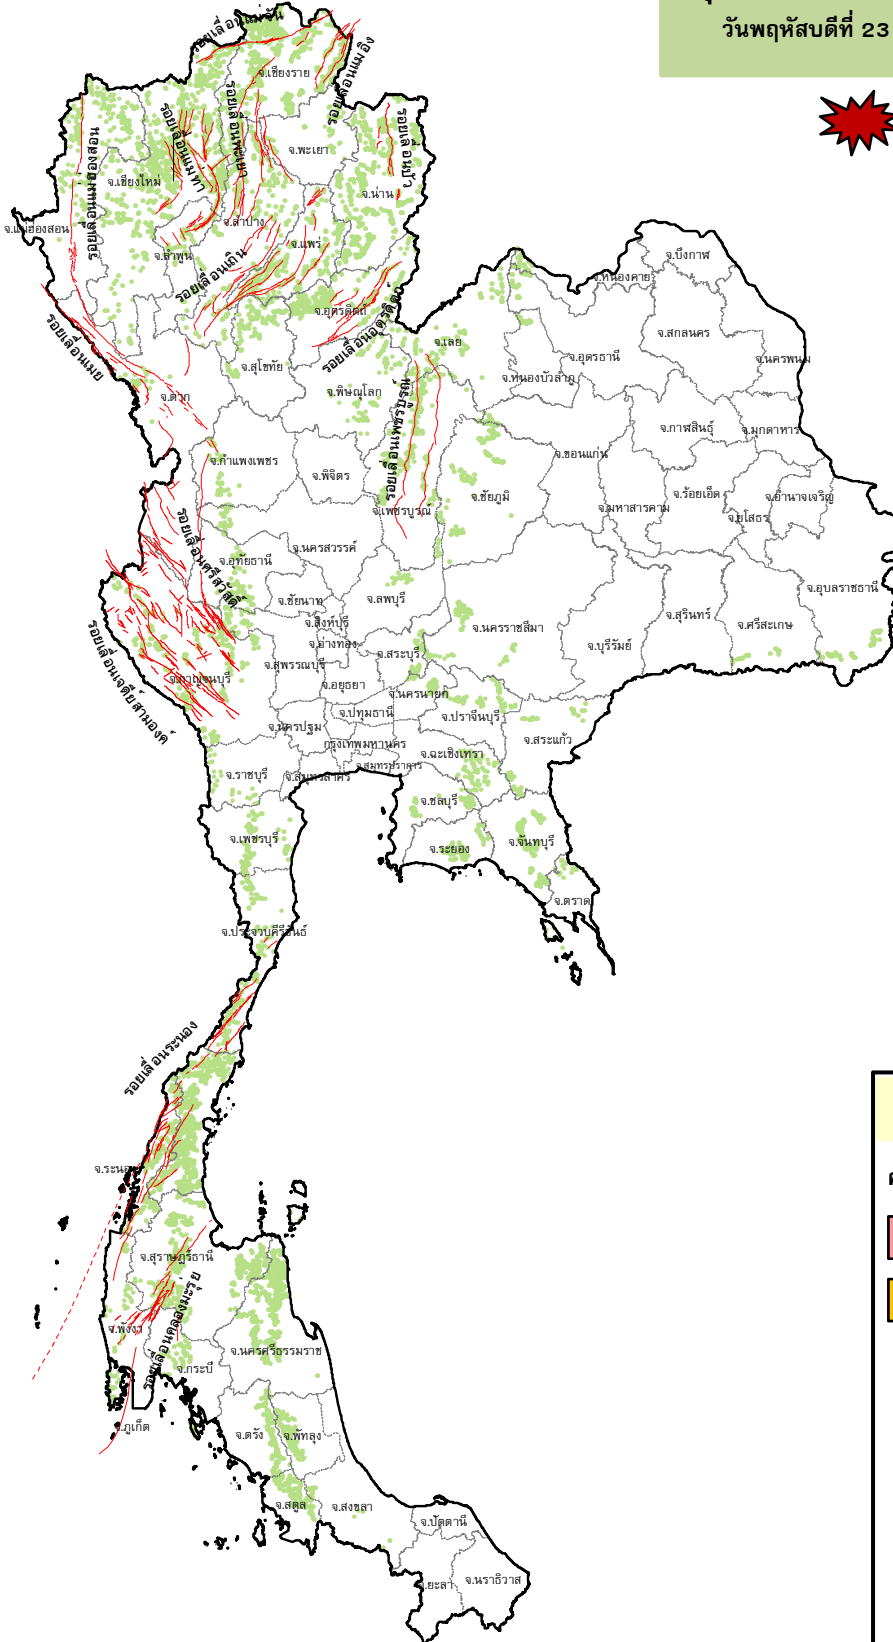 วันพฤหัสบดีที่ 23
รอยเลื่อนแม่จัน
จ.เชียงราย
รอยเลื่อนแม่อิง
รอยเลื่อนพะเยา
รอยเลื่อนแม่ทา
รอยเลื่อนแม่ฮ่องสอน
รอยเลื่อนปัว
จ.พะเยา
จ.เชียงใหม่
จ.น่าน
จ.แม่ฮ่องสอน
จ.ลำปาง
จ.แพร่
จ.ลำพูน
รอยเลื่อนเถิน
จ.บึงกาฬ
จ.หนองคาย
จ.อุตรดิตถ์
รอยเลื่อนอุตรดิตถ์
รอยเลื่อนเมย
จ.สกลนคร
จ.เลย
จ.อุดรธานี
จ.นครพนม
จ.สุโขทัย
จ.หนองบัวลำภู
จ.พิษณุโลก
จ.ตาก
รอยเลื่อนเพชรบูรณ์
จ.กาฬสินธุ์
จ.มุกดาหาร
จ.ขอนแก่น
จ.กำแพงเพชร
จ.พิจิตร
จ.ชัยภูมิ
จ.ร้อยเอ็ด
จ.อำนาจเจริญ
จ.มหาสารคาม
จ.เพชรบูรณ์
จ.ยโสธร
รอยเลื่อนศรีสวัสดิ์
จ.นครสวรรค์
จ.อุทัยธานี
จ.อุบลราชธานี
จ.ชัยนาท
จ.ลพบุรี
จ.สุรินทร์
จ.สิงห์บุรี
จ.นครราชสีมา
จ.ศรีสะเกษ
จ.อ่างทอง
จ.บุรีรัมย์
จ.สระบุรี
จ.สุพรรณบุรี
รอยเลื่อนเจดีย์สามองค์
จ.กาญจนบุรี
จ.อยุธยา
จ.นครนายก
จ.ปทุมธานี
จ.ปราจีนบุรี
จ.นครปฐม
กรุงเทพมหานคร
จ.สระแก้ว
จ.ฉะเชิงเทรา
จ.สมุทรปราการ
จ.ราชบุรี
จ.สมุทรสาคร
จ.ชลบุรี
จ.เพชรบุรี
จ.ระยอง
จ.จันทบุรี
จ.ตราด
จ.ประจวบคีรีขันธ์
รอยเลื่อนระนอง
จ.ระนอง
จ.สุราษฎร์ธานี
รอยเลื่อนคลองมะรุ่ย
จ.พังงา
จ.นครศรีธรรมราช
จ.กระบี่
จ.ภูเก็ต
จ.ตรัง
จ.พัทลุง
จ.สตูล
จ.สงขลา
จ.ปัตตานี
จ.ยะลา
จ.นราธิวาส